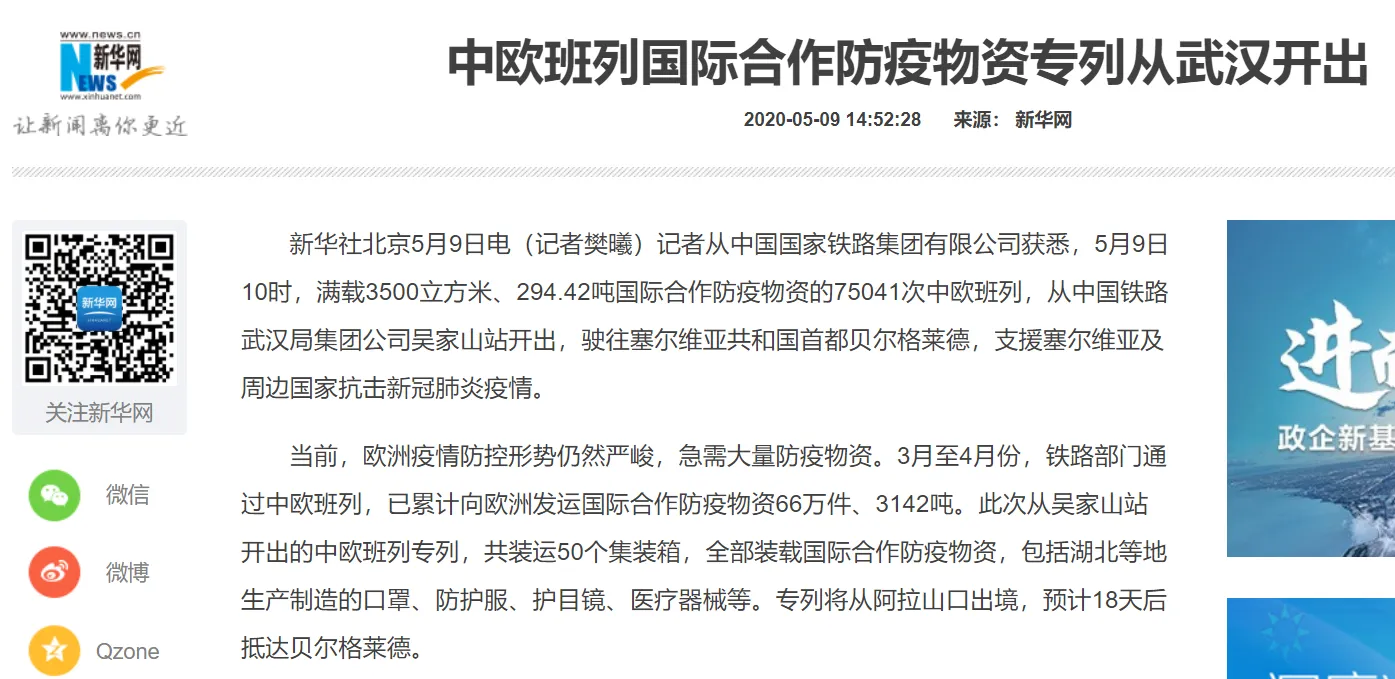 www.news.cn
新华网
NEWS
www.xinhuanet.com
让新闻离你更近
中欧班列国际合作防疫物资专列从武汉开出
2020-05-09 14:52:28 来源： 新华网
新华网
关注新华网
微信
微博
Qzone
新华社北京5月9日电（记者樊曦）记者从中国国家铁路集团有限公司获悉，5月9日
10时，满载3500立方米、294.42吨国际合作防疫物资的75041次中欧班列，从中国铁路
武汉局集团公司吴家山站开出，驶往塞尔维亚共和国首都贝尔格莱德，支援塞尔维亚及
周边国家抗击新冠肺炎疫情。
当前，欧洲疫情防控形势仍然严峻，急需大量防疫物资。3月至4月份，铁路部门通
过中欧班列，已累计向欧洲发运国际合作防疫物资66万件、3142吨。此次从吴家山站
开出的中欧班列专列，共装运50个集装箱，全部装载国际合作防疫物资，包括湖北等地
生产制造的口罩、防护服、护目镜、医疗器械等。专列将从阿拉山口出境，预计18天后
抵达贝尔格莱德。
进
政企新基